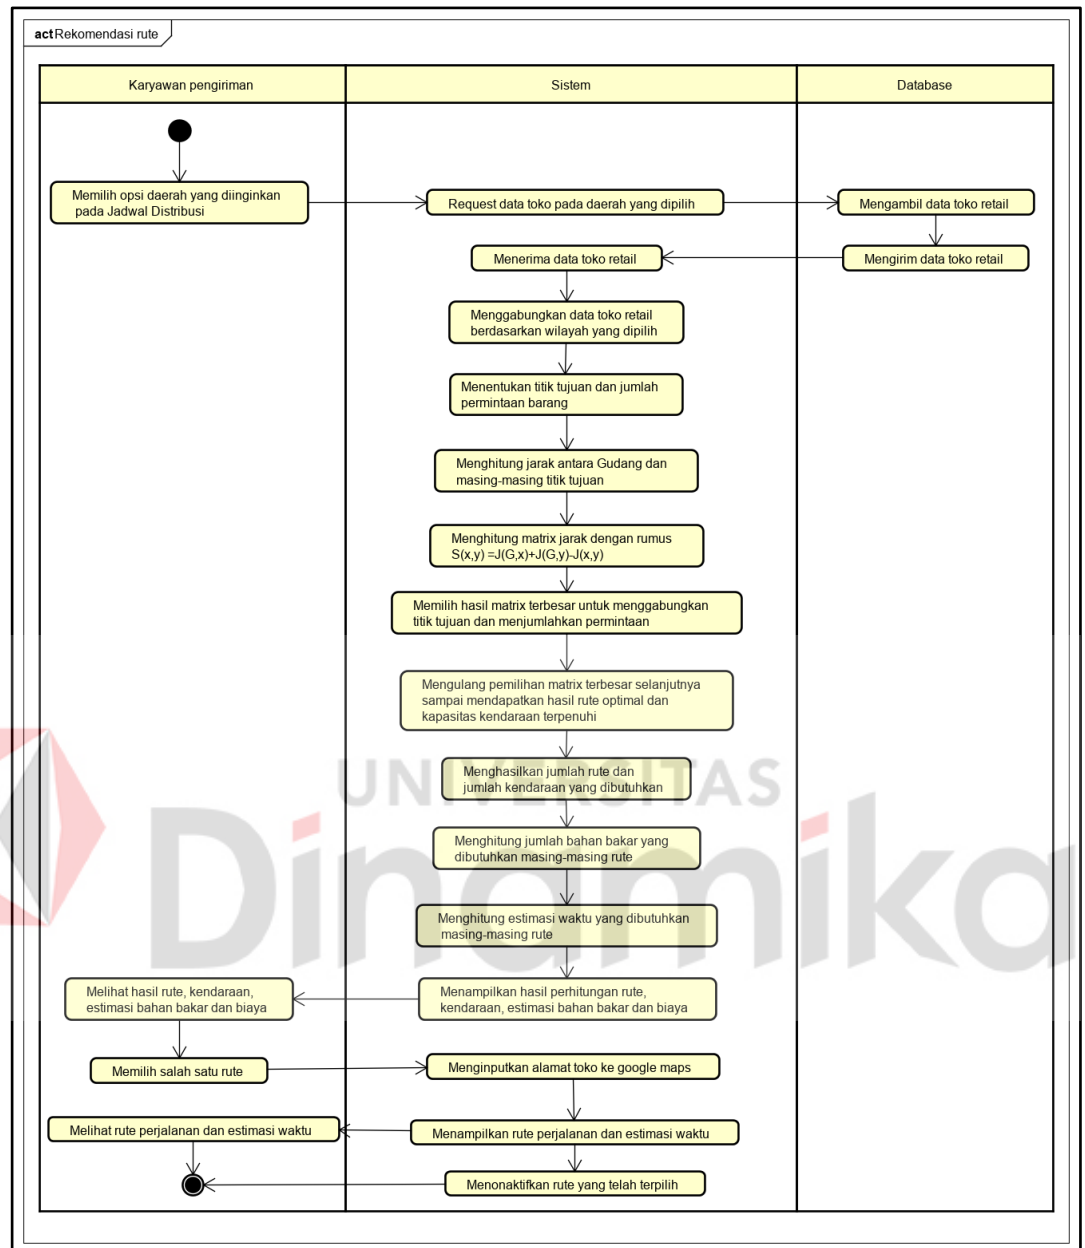 act Rekomendasi rute
Karyawan pengiriman
Sistem
Database
Memilih opsi daerah yang diinginkan
pada Jadwal Distribusi
Request data toko pada daerah yang dipilih
Mengambil data toko retail
Menerima data toko retail
Mengirim data toko retail
Menggabungkan data toko retail
berdasarkan wilayah yang dipilih
Menentukan titik tujuan dan jumlah
permintaan barang
Menghitung jarak antara Gudang dan
masing-masing titik tujuan
Menghitung matrix jarak dengan rumus
S(x,y) =J(G,x)+J(G,y)-J(x,y)
Memilih hasil matrix terbesar untuk menggabungkan
titik tujuan dan menjumlahkan permintaan
Mengulang pemilihan matrix terbesar selanjutnya
sampai mendapatkan hasil rute optimal dan
kapasitas kendaraan terpenuhi
Menghasilkan jumlah rute dan
jumlah kendaraan yang dibutuhkan
UNIVERSITAS
Dinamika
Menghitung jumlah bahan bakar yang
dibutuhkan masing-masing rute
Menghitung estimasi waktu yang dibutuhkan
masing-masing rute
Melihat hasil rute, kendaraan,
estimasi bahan bakar dan biaya
Menampilkan hasil perhitungan rute,
kendaraan, estimasi bahan bakar dan biaya
Memilih salah satu rute
Menginputkan alamat toko ke google maps
Melihat rute perjalanan dan estimasi waktu
Menampilkan rute perjalanan dan estimasi waktu
Menonaktifkan rute yang telah terpilih